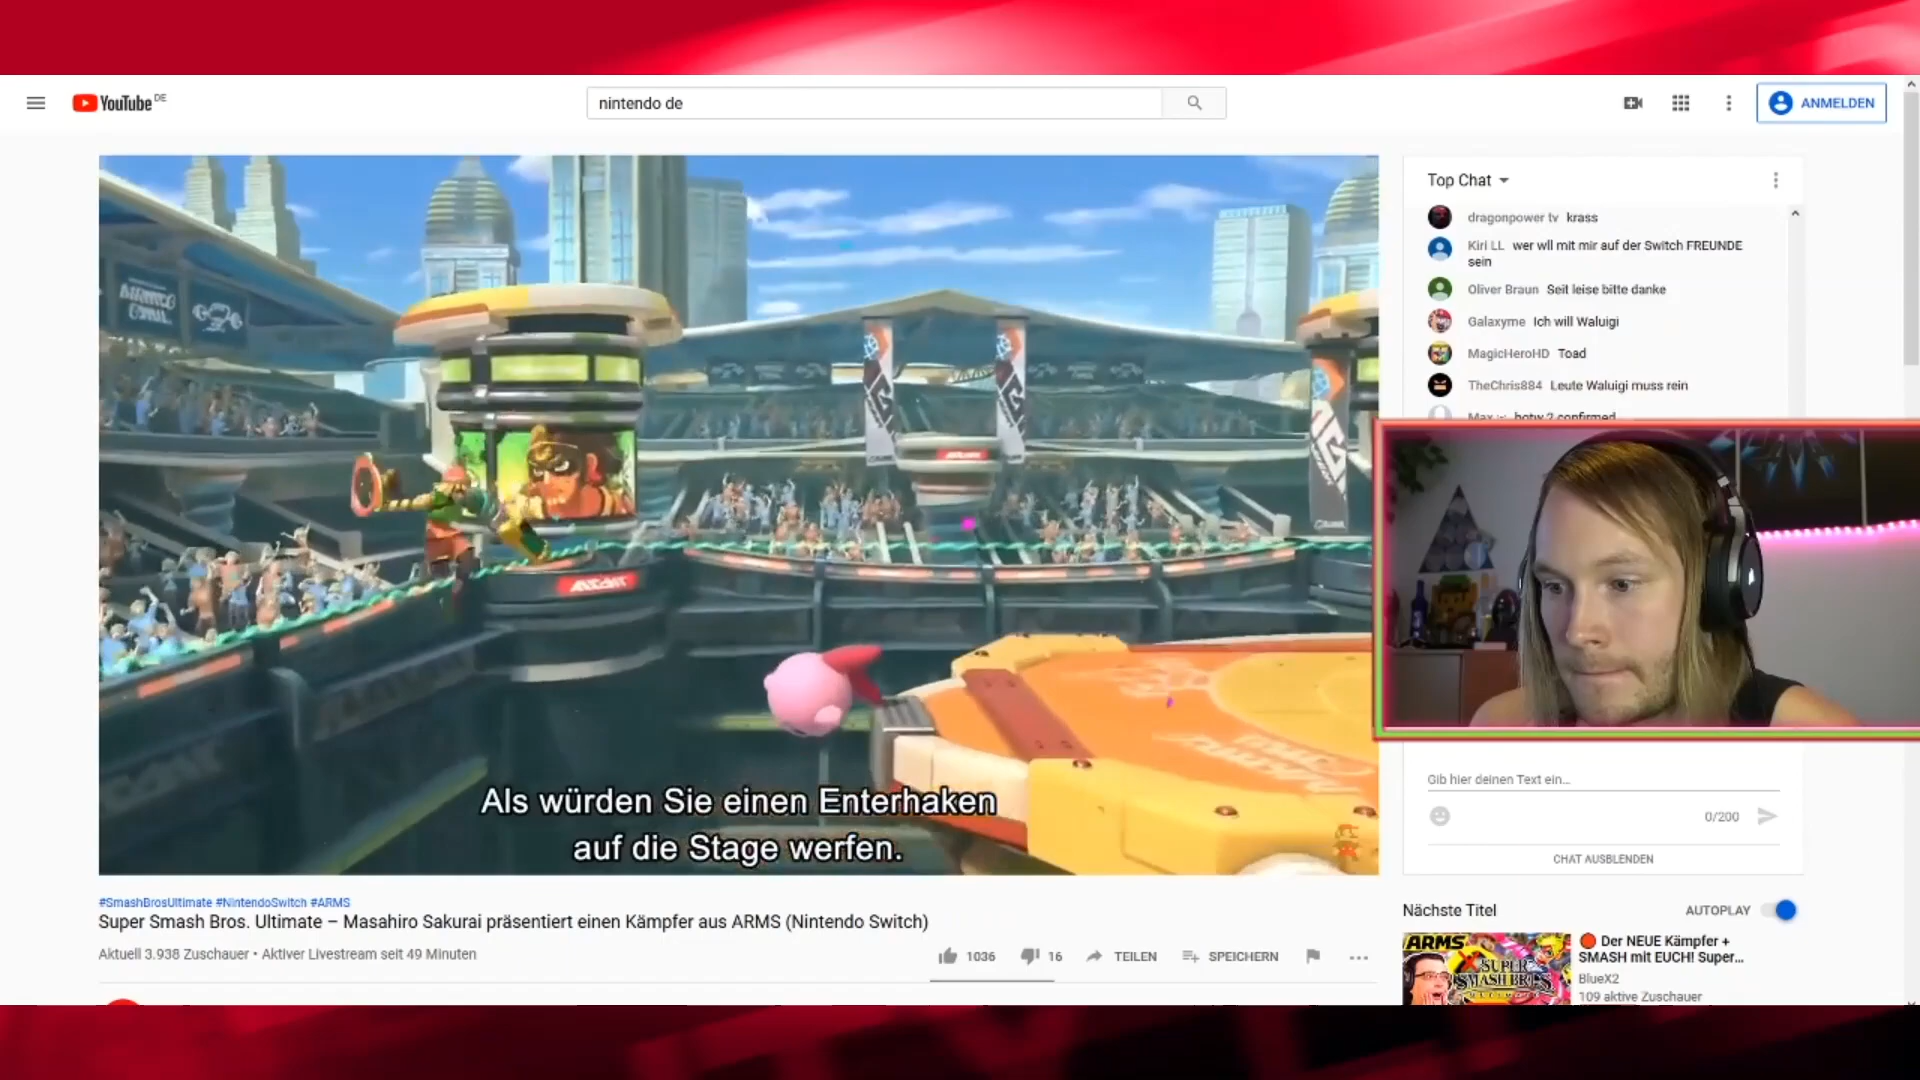 YouTube DE
nintendo de
ANMELDEN
Top Chat
dragonpower tv krass
Kiri LL wer wll mit mir auf der Switch FREUNDE
sein
Oliver Braun Seit leise bitte danke
Galaxyme Ich will Waluigi
MagicHeroHD Toad
TheChris884 Leute Waluigi muss rein
Als würden Sie einen Enterhaken
auf die Stage werfen.
Gib hier deinen Text ein...
0/200
CHAT AUSBLENDEN
#SmashBrosUltimate #NintendoSwitch #ARMS
Super Smash Bros. Ultimate – Masahiro Sakurai präsentiert einen Kämpfer aus ARMS (Nintendo Switch)
Aktuell 3.938 Zuschauer • Aktiver Livestream seit 49 Minuten
1036
16
TEILEN
SPEICHERN
Nächste Titel
AUTOPLAY
ARMS
SUPER
SMASH BROS.
Der NEUE Kämpfer +
SMASH mit EUCH! Super...
BlueX2
109 aktive Zuschauer